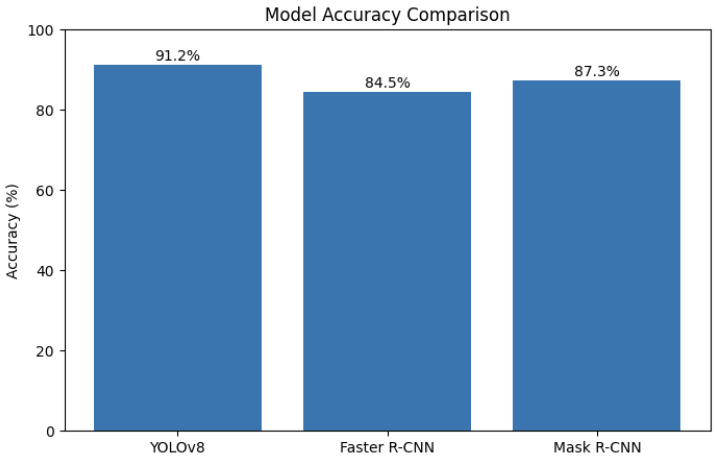 Model Accuracy Comparison
100
80
60
40
20
0
Accuracy (%)
91.2%
84.5%
87.3%
YOLOv8
Faster R-CNN
Mask R-CNN